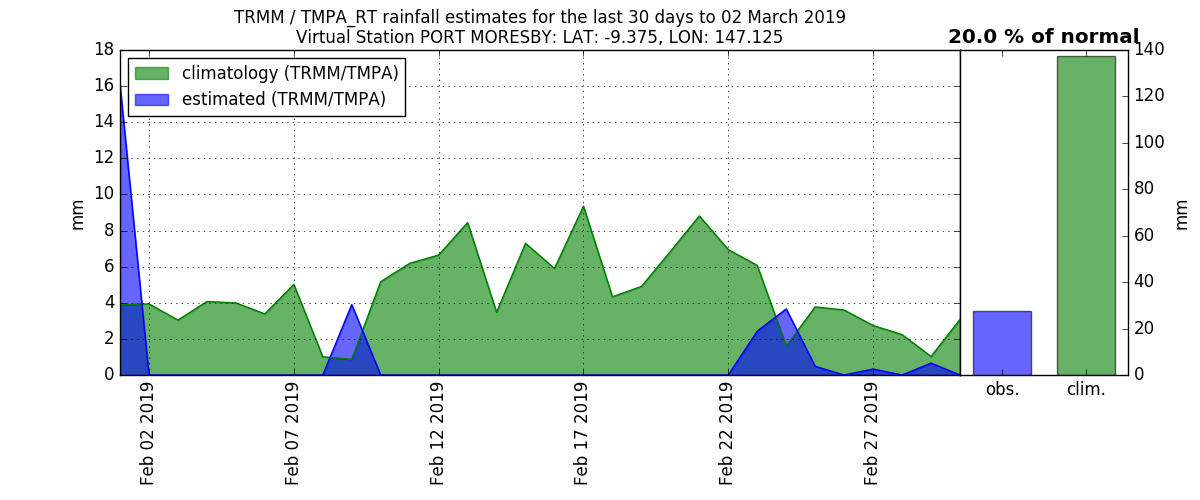 TRMM / TMPA_RT rainfall estimates for the last 30 days to 02 March 2019
Virtual Station PORT MORESBY: LAT: -9.375, LON: 147.125
20.0 % of normal
climatology (TRMM/TMPA)
estimated (TRMM/TMPA)
mm
18
16
14
12
10
8
6
4
2
0
Feb 02 2019
Feb 07 2019
Feb 12 2019
Feb 17 2019
Feb 22 2019
Feb 27 2019
140
120
100
80
60
40
20
0
mm
obs.
clim.